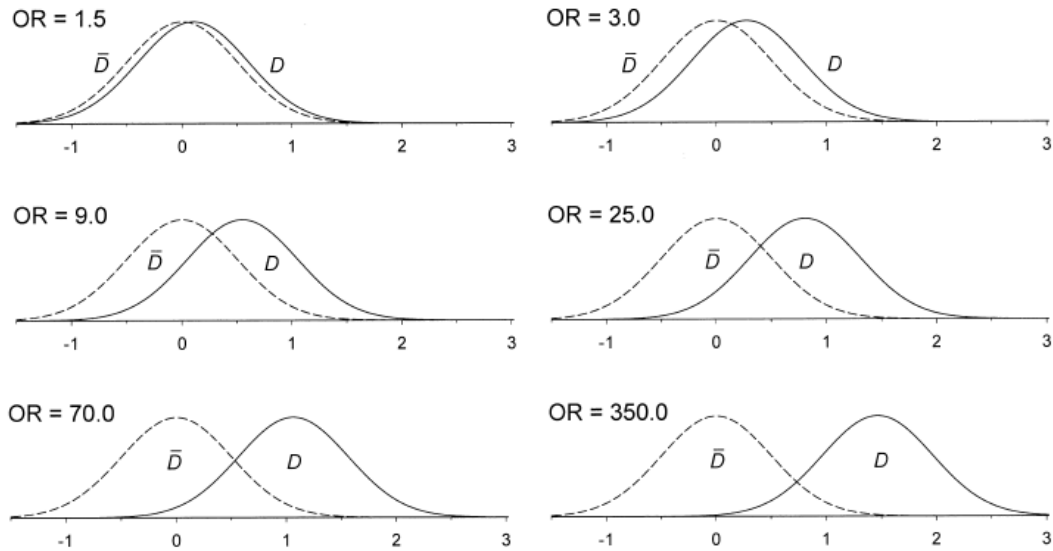 OR = 1.5
D̅ D
-1 0 1 2 3
OR = 3.0
D̅ D
-1 0 1 2 3
OR = 9.0
D̅ D
-1 0 1 2 3
OR = 25.0
D̅ D
-1 0 1 2 3
OR = 70.0
D̅ D
-1 0 1 2 3
OR = 350.0
D̅ D
-1 0 1 2 3